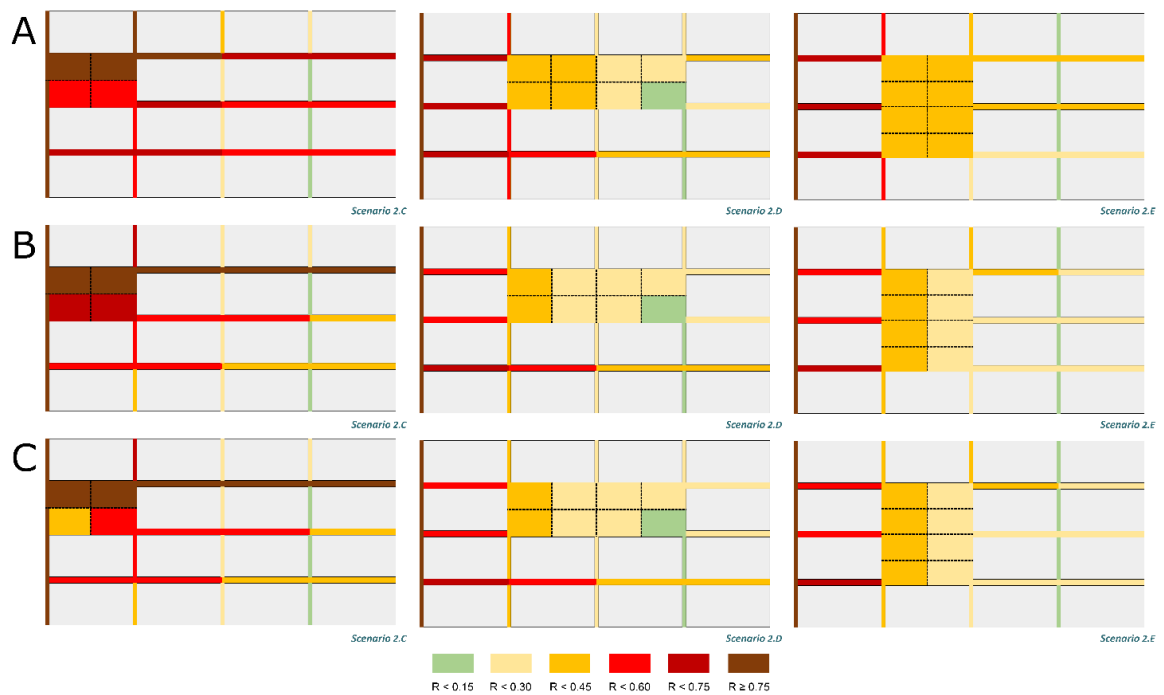 A
Scenario 2.C
Scenario 2.D
Scenario 2.E
B
Scenario 2.C
Scenario 2.D
Scenario 2.E
C
Scenario 2.C
Scenario 2.D
Scenario 2.E
R < 0.15
R < 0.30
R < 0.45
R < 0.60
R < 0.75
R ≥ 0.75